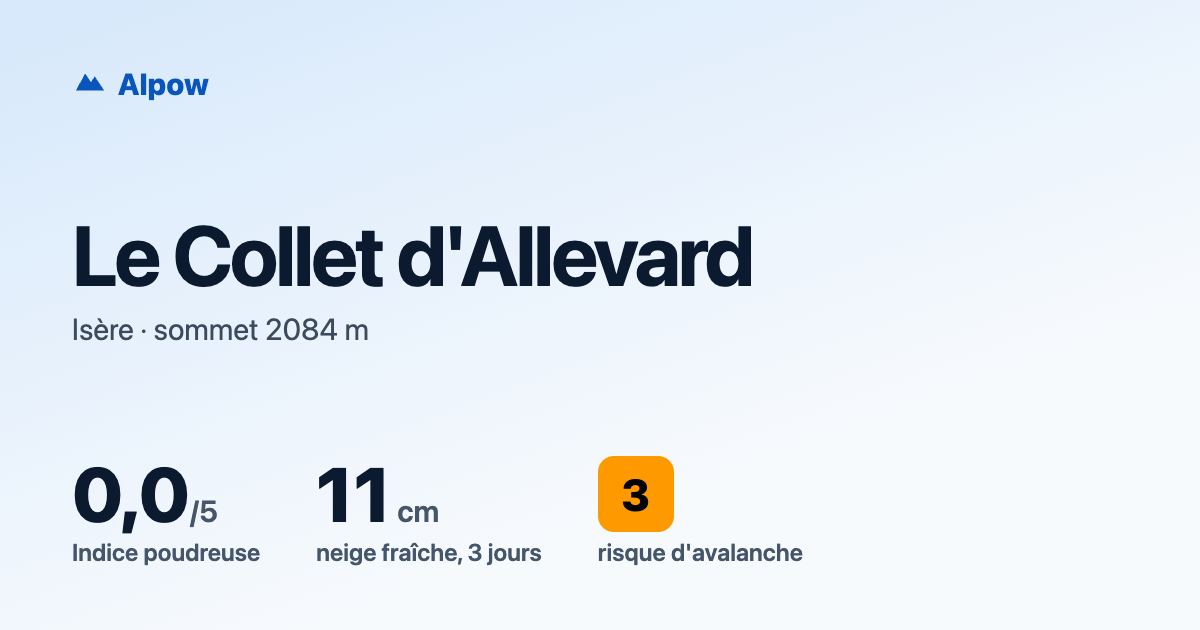 Alpow
Le Collet d'Allevard
Isère · sommet 2084 m
0,0/5
Indice poudreuse
11 cm
neige fraîche, 3 jours
3
risque d'avalanche